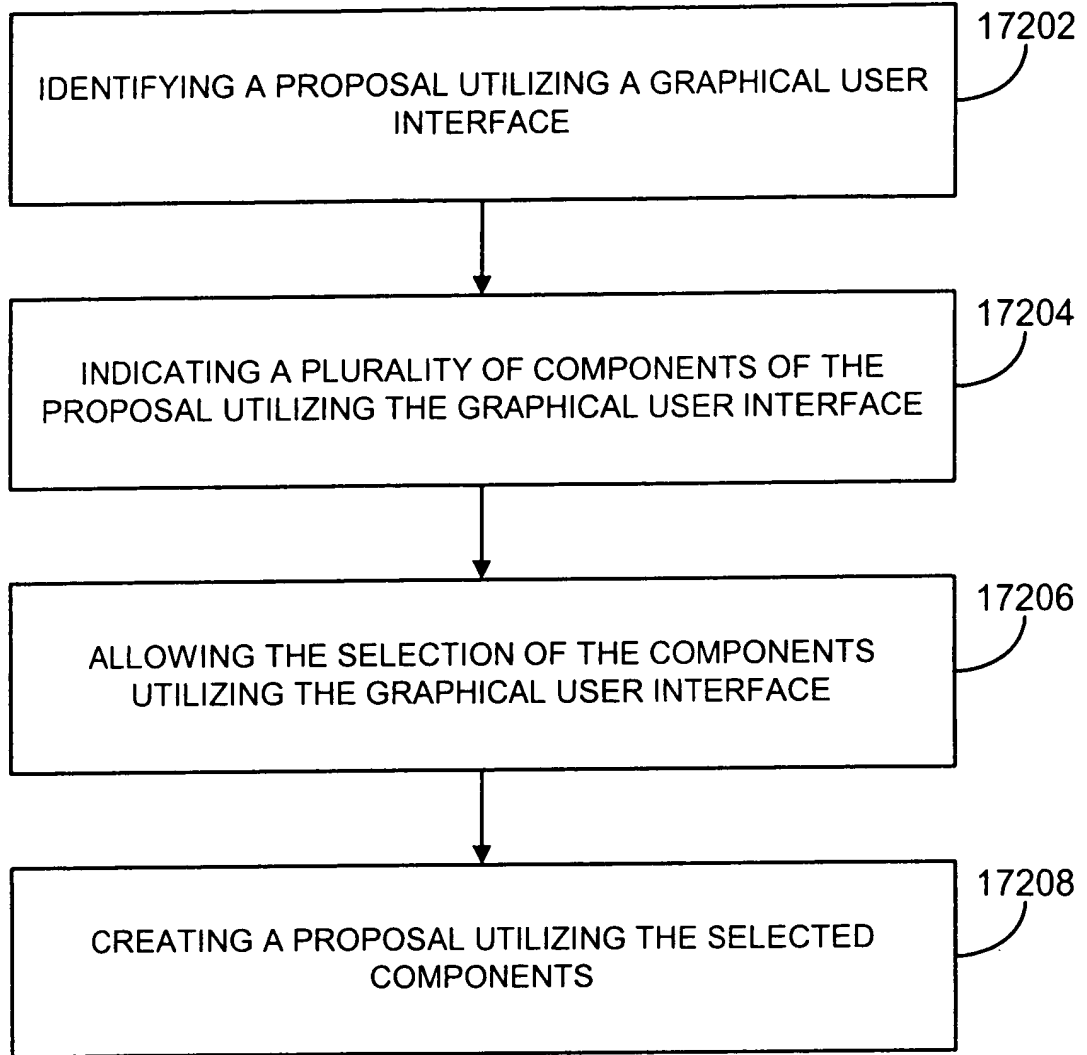 17202
IDENTIFYING A PROPOSAL UTILIZING A GRAPHICAL USER
INTERFACE
17204
INDICATING A PLURALITY OF COMPONENTS OF THE
PROPOSAL UTILIZING THE GRAPHICAL USER INTERFACE
17206
ALLOWING THE SELECTION OF THE COMPONENTS
UTILIZING THE GRAPHICAL USER INTERFACE
17208
CREATING A PROPOSAL UTILIZING THE SELECTED
COMPONENTS